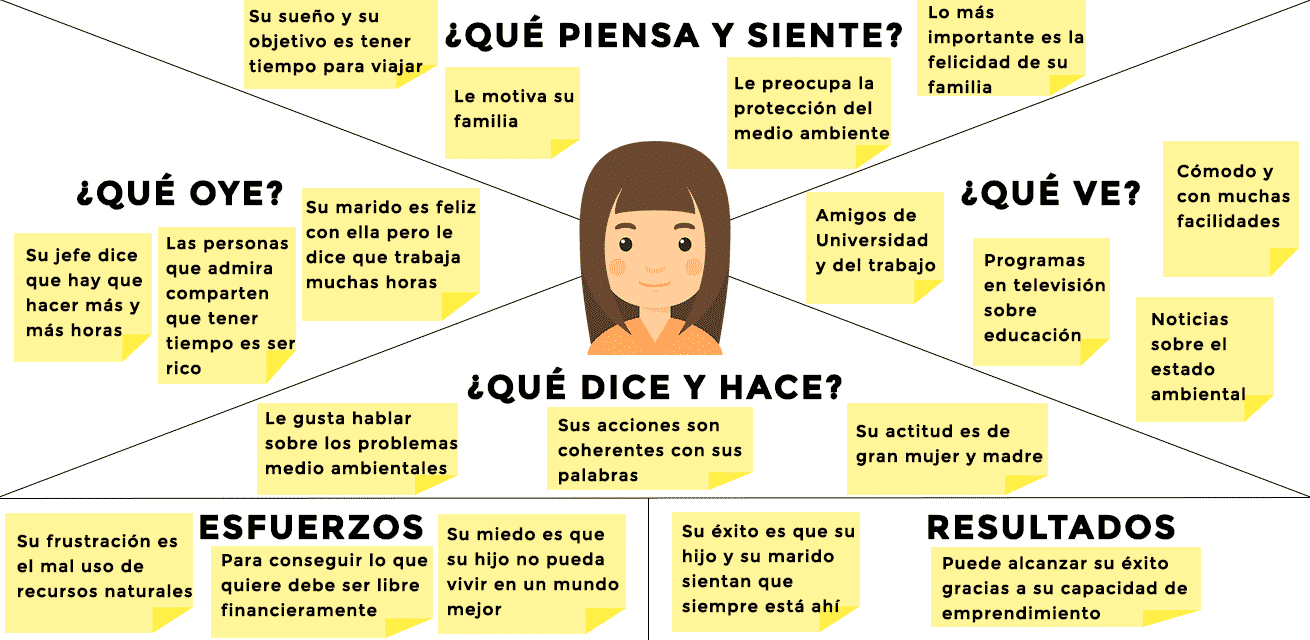 ¿QUÉ PIENSA Y SIENTE?
Su sueño y su
objetivo es tener
tiempo para viajar
Le motiva su
familia
Le preocupa la
protección del
medio ambiente
Lo más
importante es la
felicidad de su
familia
¿QUÉ OYE?
Su jefe dice
que hay que
hacer más y
más horas
Las personas
que admira
comparten
que tener
tiempo es ser
rico
Su marido es feliz
con ella pero le
dice que trabaja
muchas horas
¿QUÉ VE?
Amigos de
Universidad
y del trabajo
Programas
en televisión
sobre
educación
Cómodo y
con muchas
facilidades
Noticias
sobre el
estado
ambiental
¿QUÉ DICE Y HACE?
Le gusta hablar
sobre los problemas
medio ambientales
Sus acciones son
coherentes con sus
palabras
Su actitud es de
gran mujer y madre
ESFUERZOS
Su frustración es
el mal uso de
recursos naturales
Para conseguir lo que
quiere debe ser libre
financieramente
Su miedo es que
su hijo no pueda
vivir en un mundo
mejor
RESULTADOS
Su éxito es que su
hijo y su marido
sientan que
siempre está ahí
Puede alcanzar su éxito
gracias a su capacidad de
emprendimiento